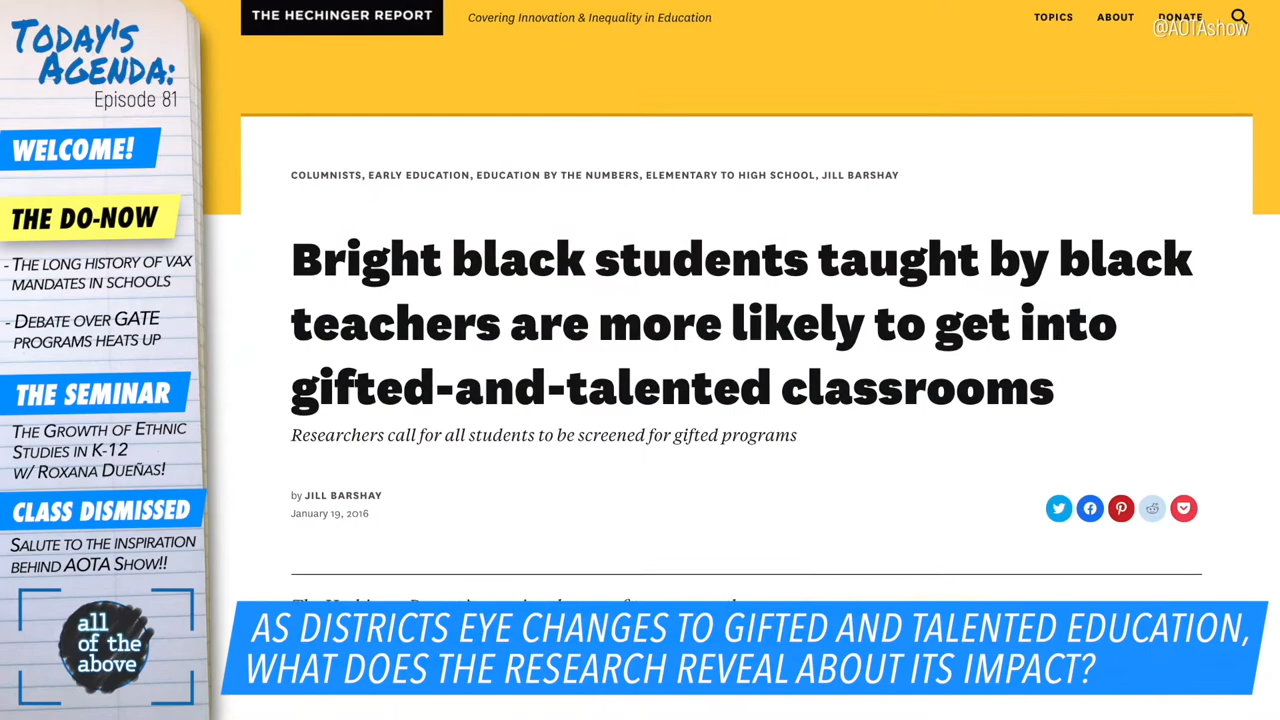 TODAY'S
AGENDA:
Episode 81
WELCOME!
THE DO-NOW
- THE LONG HISTORY OF VAX
MANDATES IN SCHOOLS
- DEBATE OVER GATE
PROGRAMS HEATS UP
THE SEMINAR
THE GROWTH OF ETHNIC
STUDIES IN K-12
W/ ROXANA DUEÑAS!
CLASS DISMISSED
SALUTE TO THE INSPIRATION
BEHIND AOTA SHOW!!
all
of the
above
THE HECHINGER REPORT
Covering Innovation & Inequality in Education
TOPICS ABOUT DONATE
@AOTAshow
COLUMNISTS, EARLY EDUCATION, EDUCATION BY THE NUMBERS, ELEMENTARY TO HIGH SCHOOL, JILL BARSHAY
Bright black students taught by black
teachers are more likely to get into
gifted-and-talented classrooms
Researchers call for all students to be screened for gifted programs
by JILL BARSHAY
January 19, 2016
AS DISTRICTS EYE CHANGES TO GIFTED AND TALENTED EDUCATION,
WHAT DOES THE RESEARCH REVEAL ABOUT ITS IMPACT?